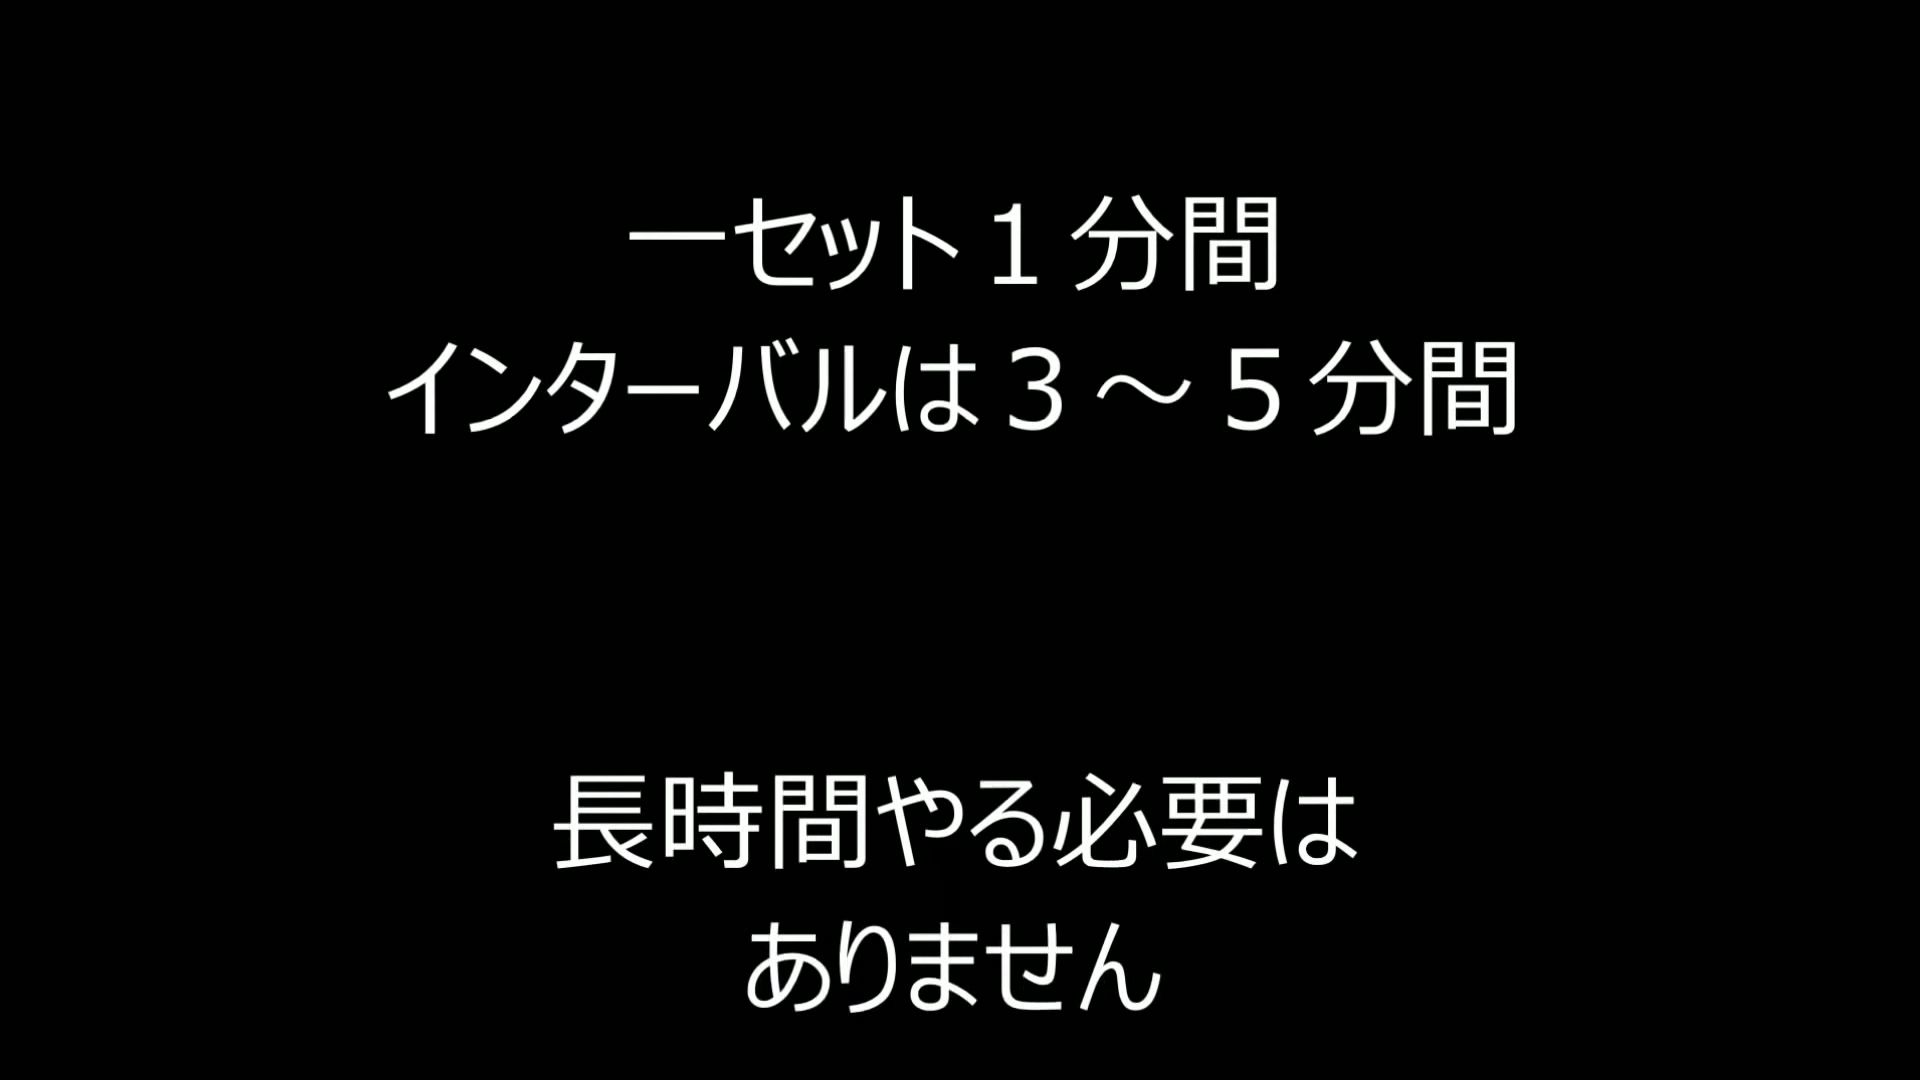 一セット１分間
インターバルは３～５分間
長時間やる必要は
ありません